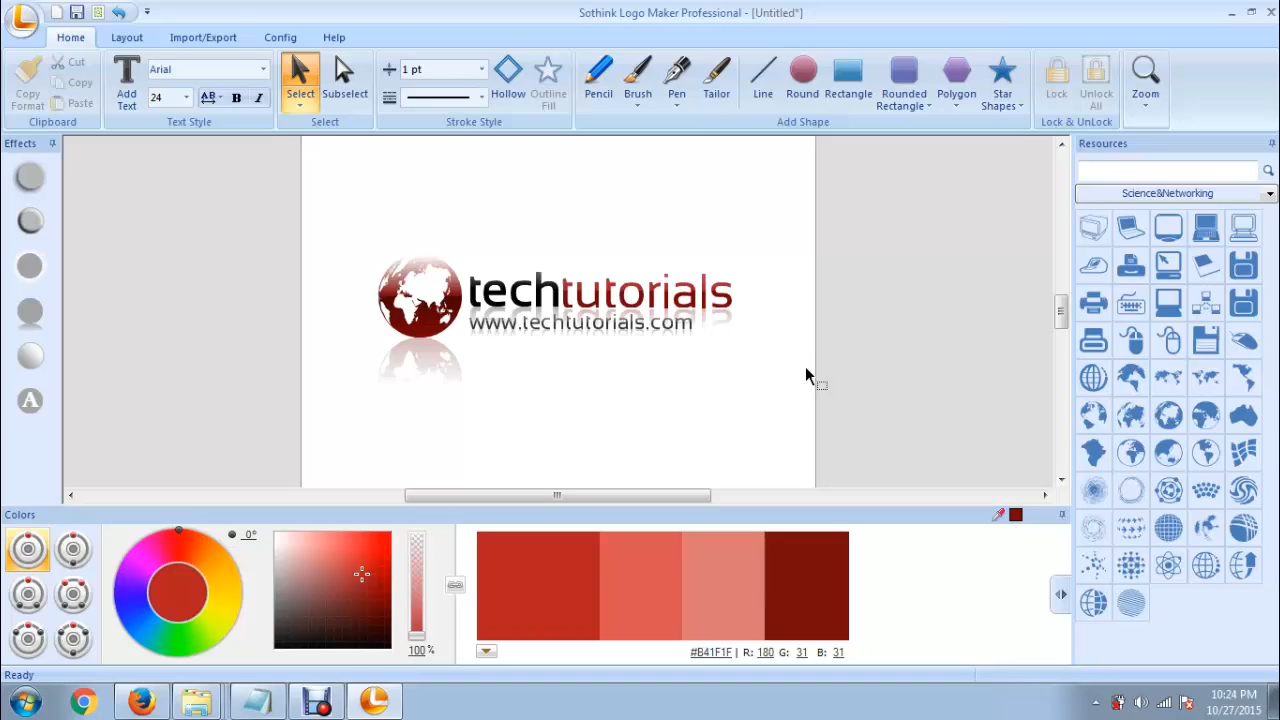 Sothink Logo Maker Professional - [Untitled*]
Home Layout Import/Export Config Help
Copy Format
Cut
Copy
Paste
Clipboard
Add Text
Arial
24
AB B I
Text Style
Select
Subselect
Select
1 pt
Hollow
Outline Fill
Stroke Style
Pencil
Brush
Pen
Tailor
Line
Round
Rectangle
Rounded Rectangle
Polygon
Star Shapes
Add Shape
Lock
Unlock All
Lock & UnLock
Zoom
Effects
A
Resources
Science&Networking
techtutorials
www.techtutorials.com
Colors
0°
100 %
#B41F1F | R: 180 G: 31 B: 31
Ready
10:24 PM
10/27/2015